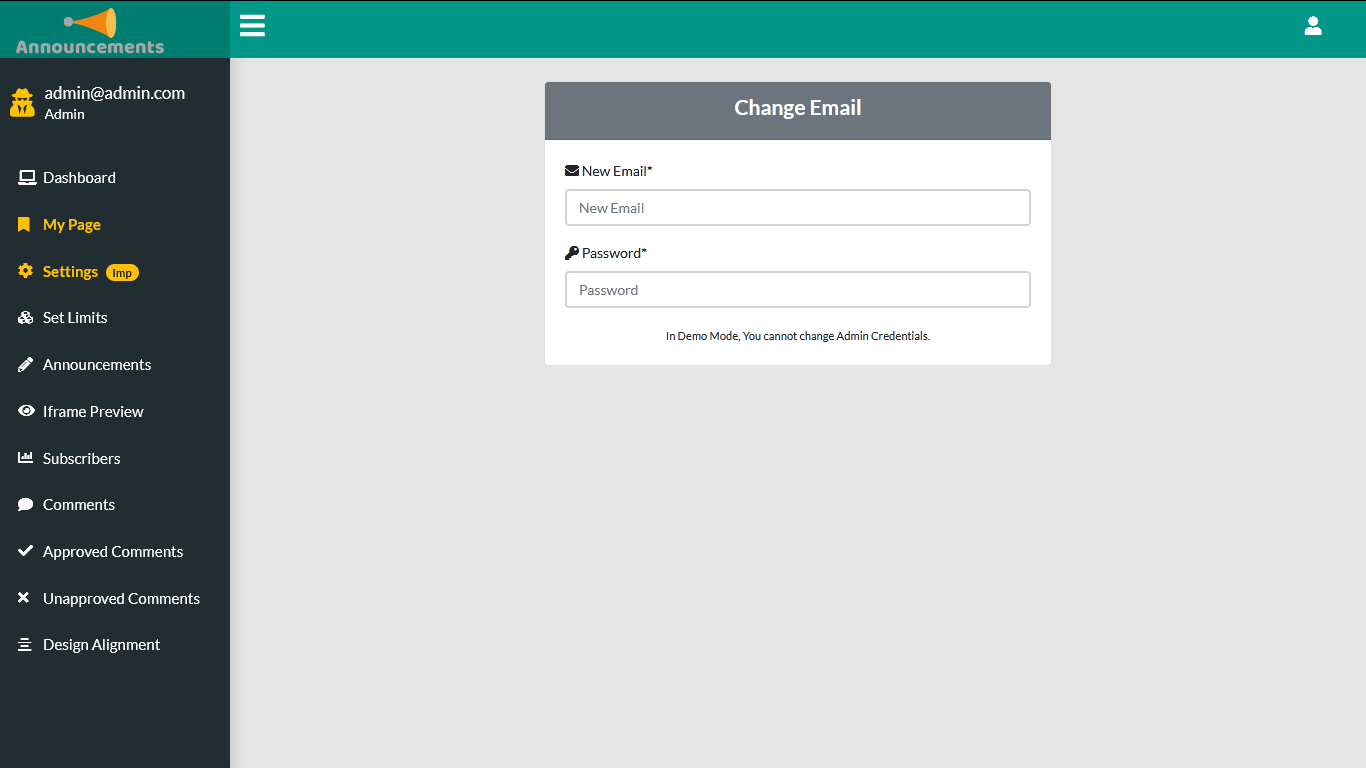 Announcements
admin@admin.com
Admin
Dashboard
My Page
Settings Imp
Set Limits
Announcements
Iframe Preview
Subscribers
Comments
Approved Comments
Unapproved Comments
Design Alignment
Change Email
New Email*
New Email
Password*
Password
In Demo Mode, You cannot change Admin Credentials.